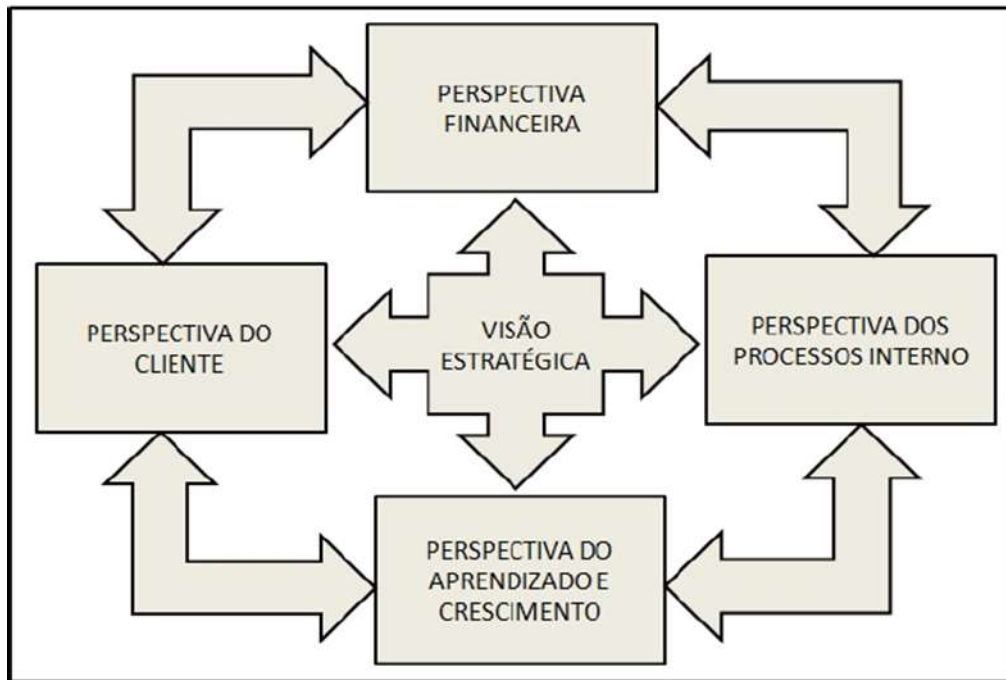 PERSPECTIVA
FINANCEIRA
PERSPECTIVA DO
CLIENTE
VISÃO
ESTRATÉGICA
PERSPECTIVA DOS
PROCESSOS INTERNO
PERSPECTIVA DO
APRENDIZADO E
CRESCIMENTO